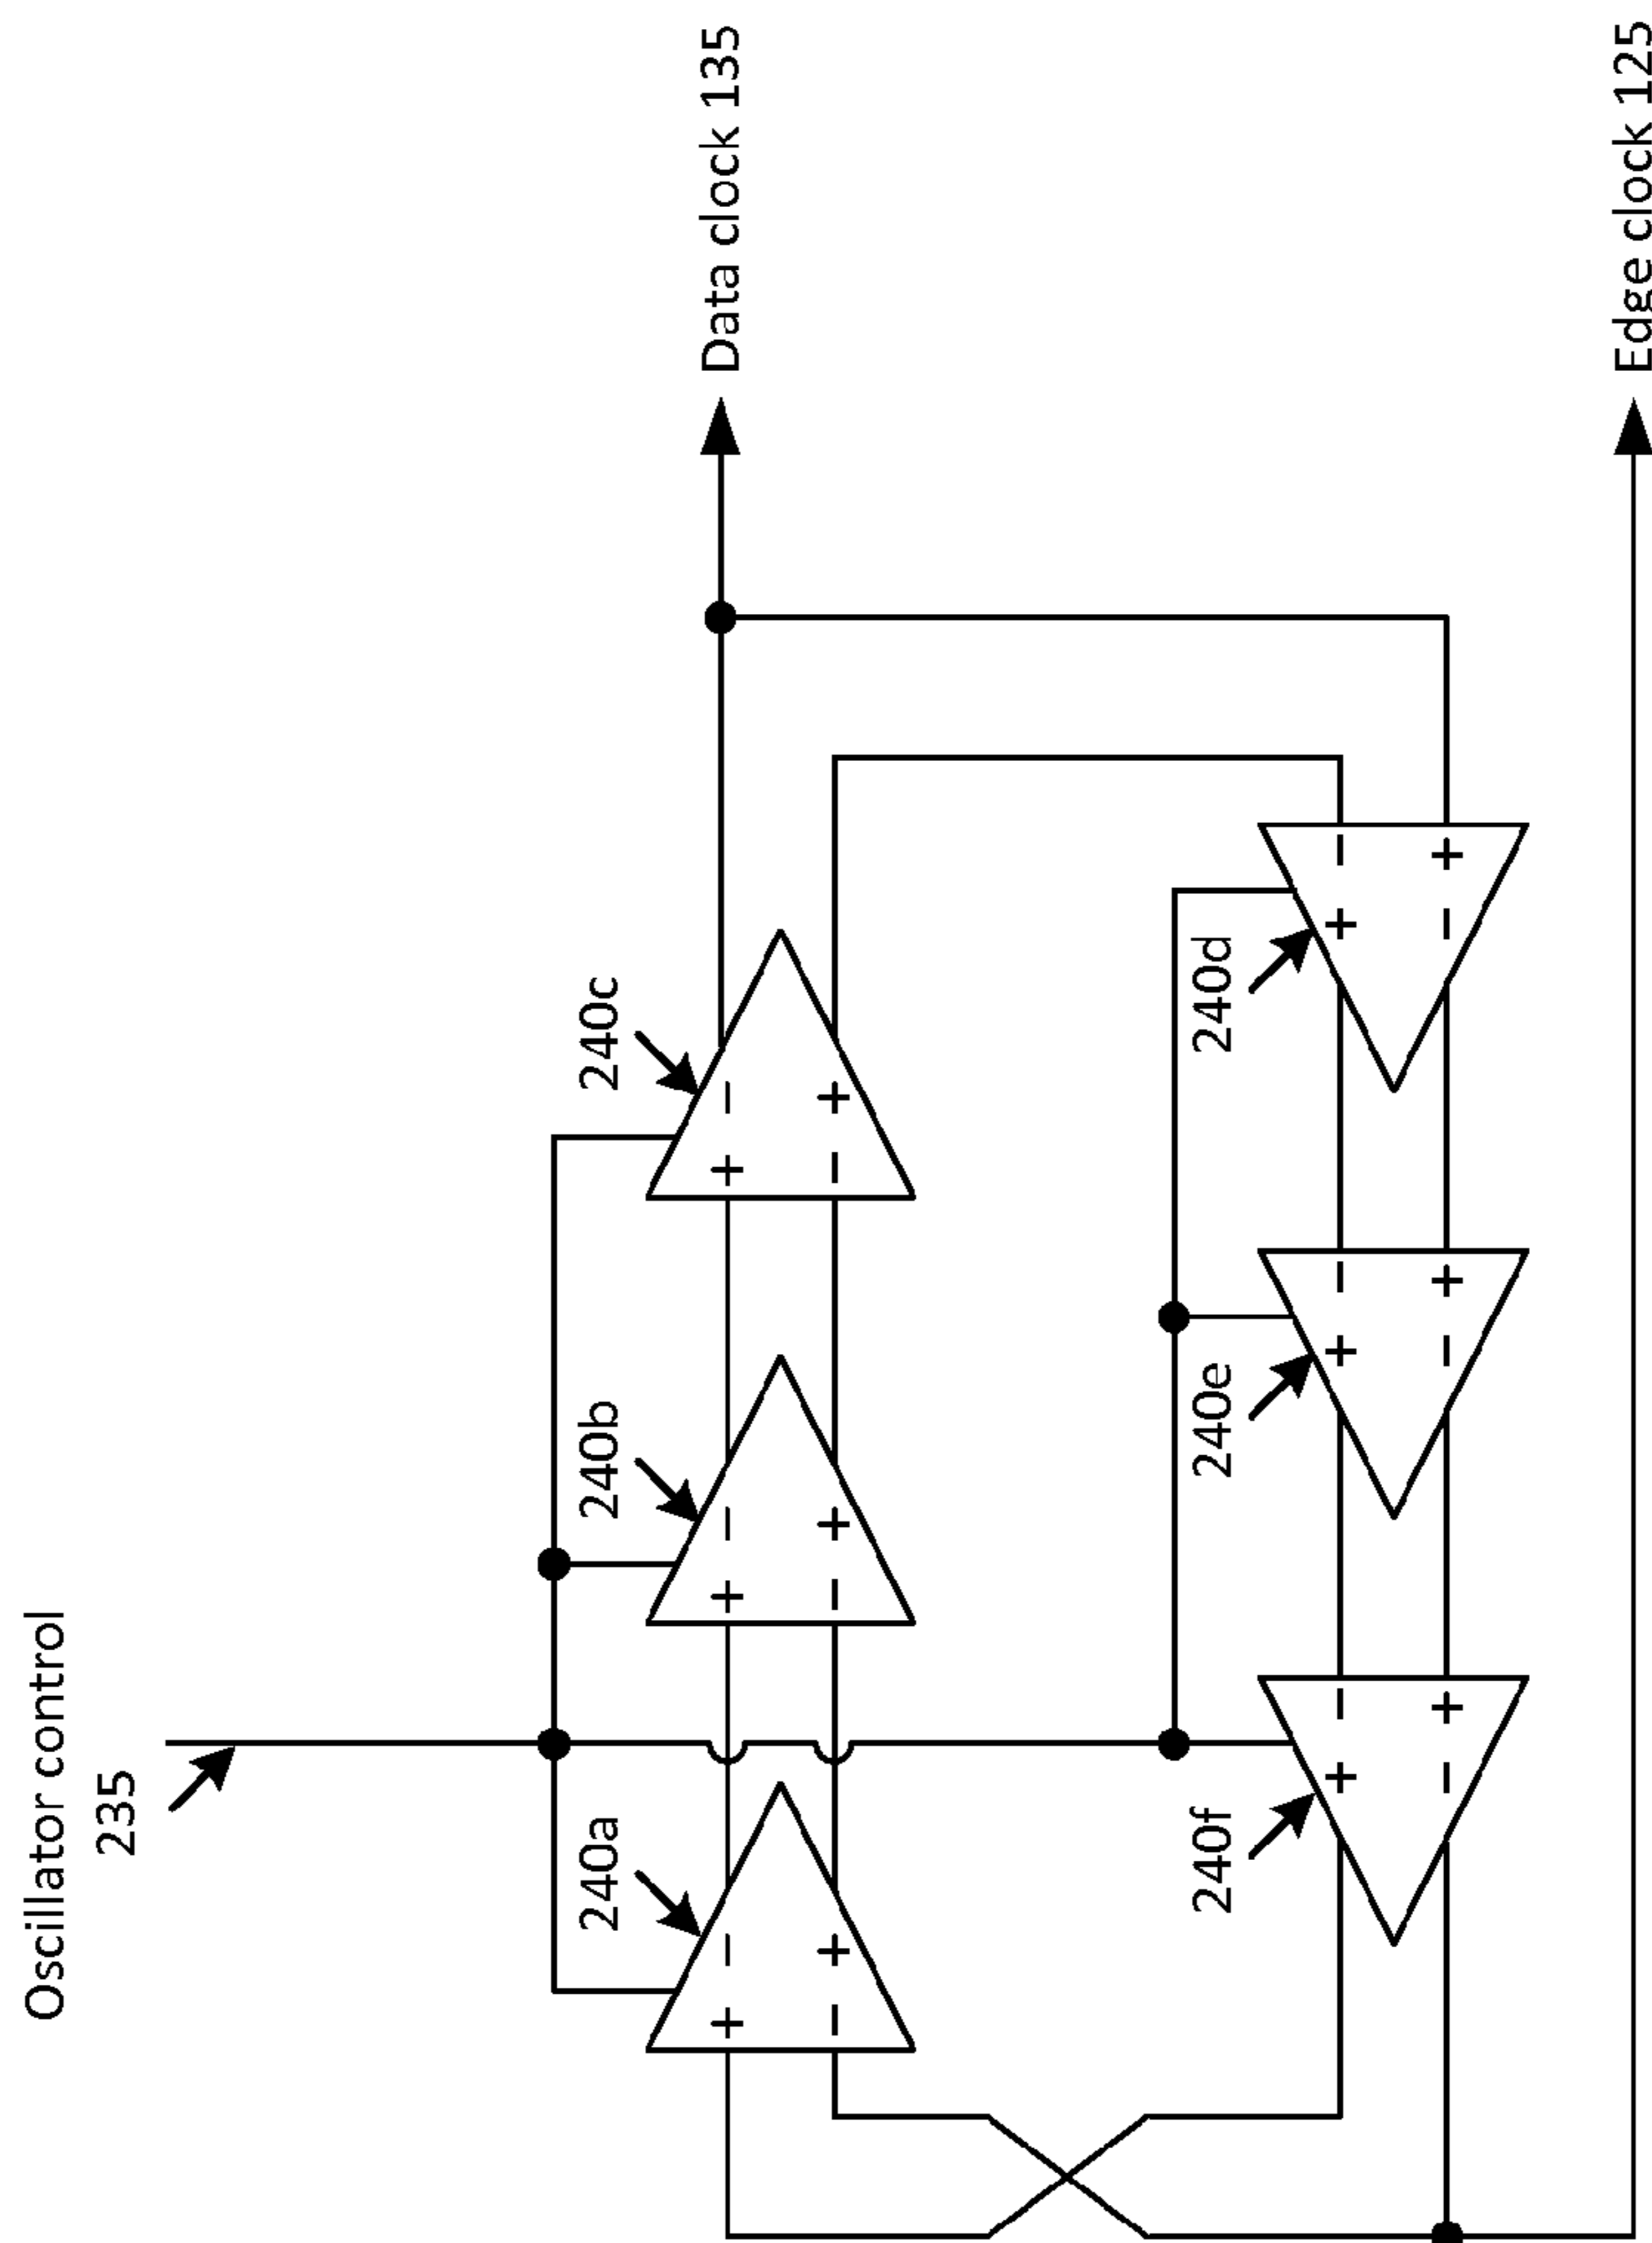 Oscillator control
235
240a
240b
240c
Data clock 135
240f
240e
240d
Edge clock 125
+ − − +
+ − − +
+ − − +
+ − − +
+ − − +
+ − − +